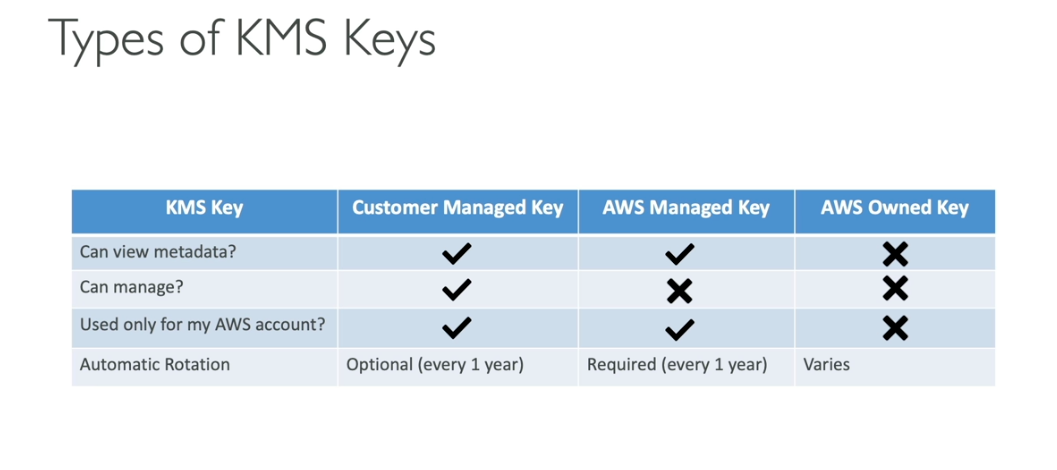 Types of KMS Keys
KMS Key Customer Managed Key AWS Managed Key AWS Owned Key
Can view metadata?
Can manage?
Used only for my AWS account?
Automatic Rotation Optional (every 1 year) Required (every 1 year) Varies